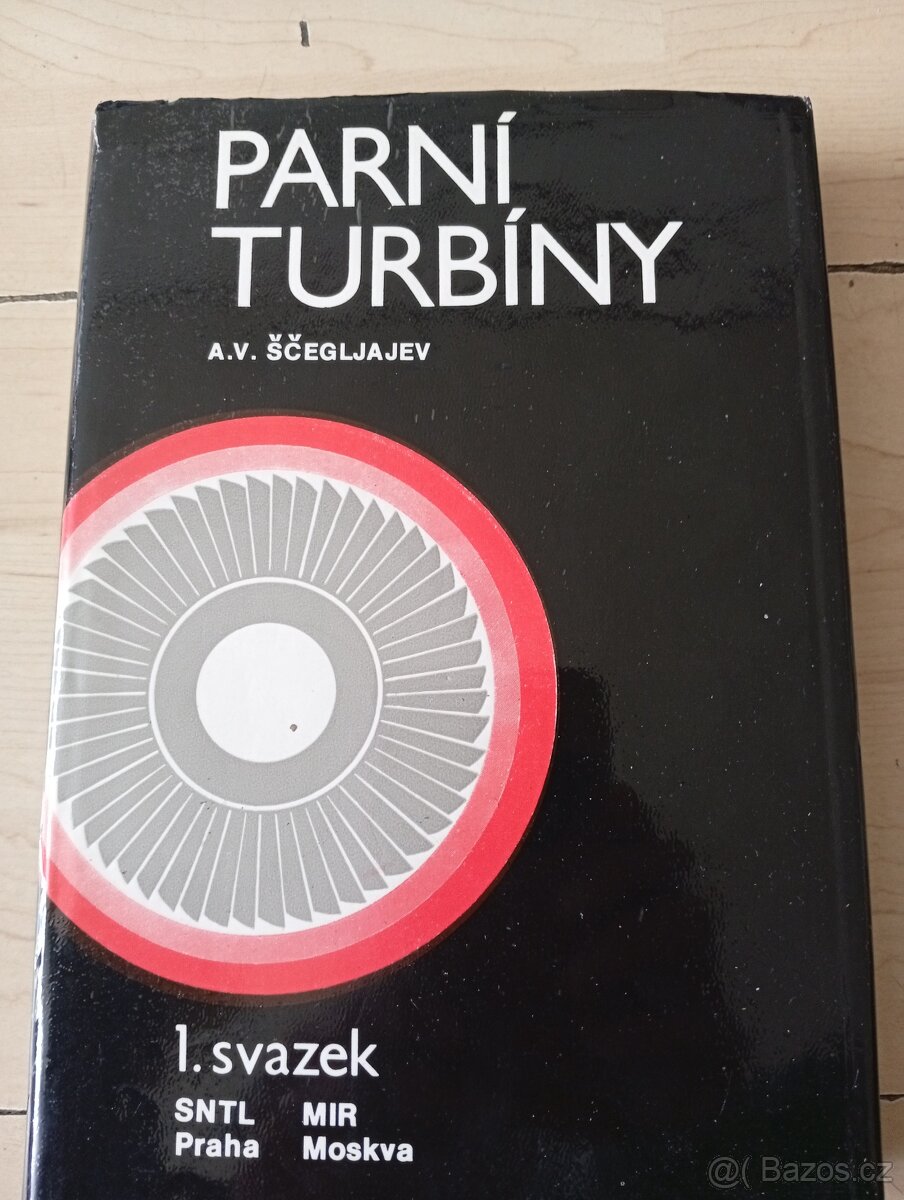 PARNÍ
TURBÍNY
A.V. ŠČEGLJAJEV
1. svazek
SNTL MIR
Praha Moskva
@ Bazos.cz